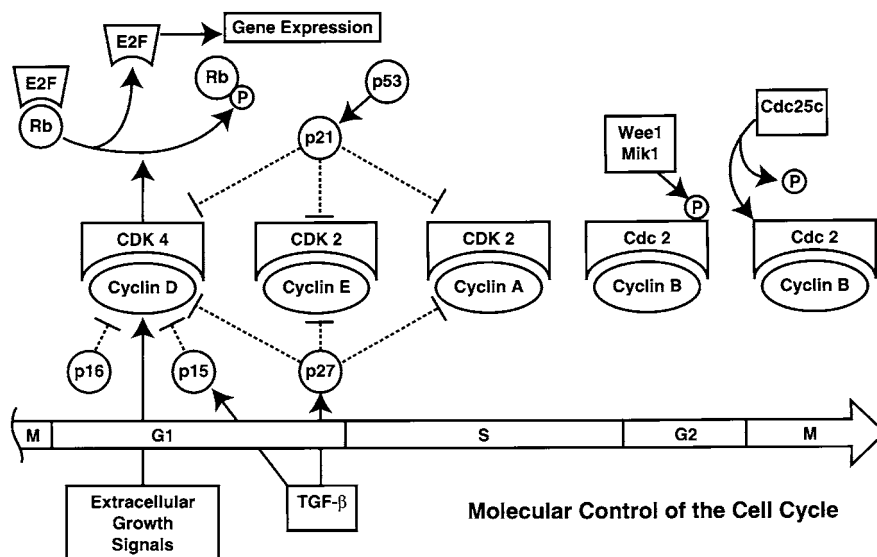 E2F
Gene Expression
E2F
Rb
P
p53
Rb
p21
Wee1
Mik1
Cdc25c
P
P
CDK 4
CDK 2
CDK 2
Cdc 2
Cdc 2
Cyclin D
Cyclin E
Cyclin A
Cyclin B
Cyclin B
p16
p15
p27
M
G1
S
G2
M
Extracellular
Growth
Signals
TGF-β
Molecular Control of the Cell Cycle